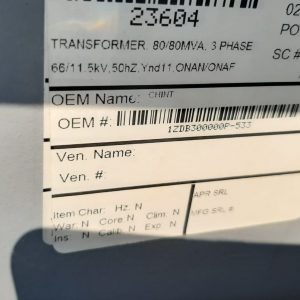 23604
02
PO
TRANSFORMER, 80/80MVA, 3 PHASE
SC #
66/11.5kV,50hZ,Ynd11,ONAN/ONAF
OEM Name: CHINT
OEM #:
1ZDB300000P-533
Ven. Name:
Ven. #:
Item Char: Hz. N
War: N Core N Clim. N
Ins N Calib N Exp. N
APR SRL
MFG SRL #